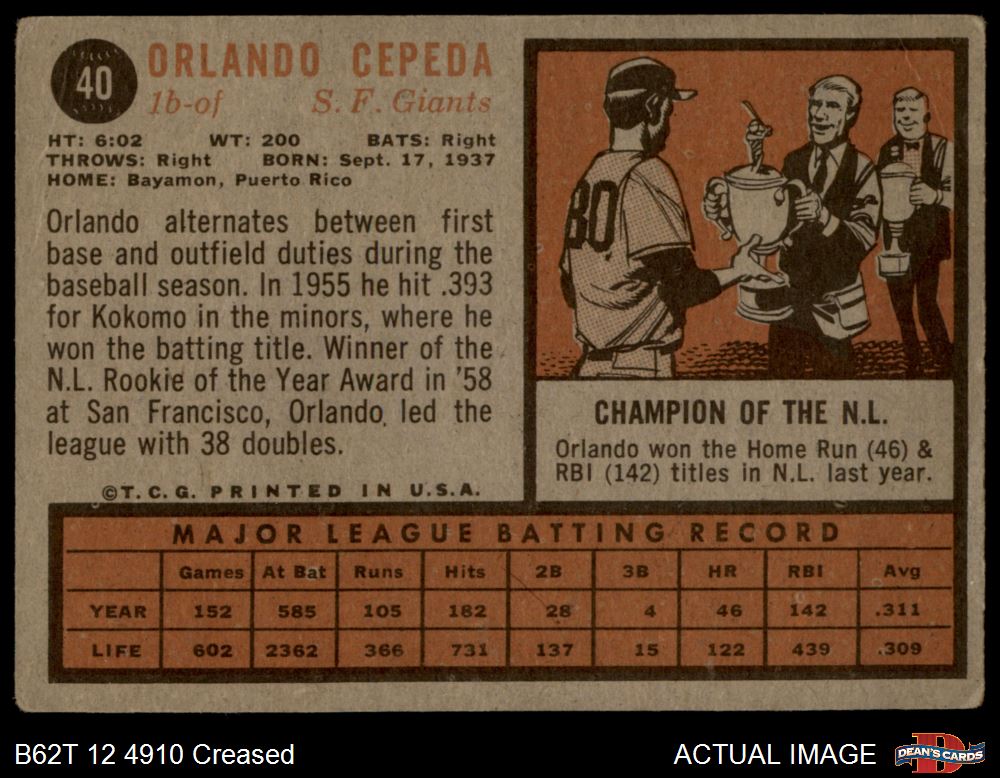 40
ORLANDO CEPEDA
1b-of S. F. Giants
HT: 6:02 WT: 200 BATS: Right
THROWS: Right BORN: Sept. 17, 1937
HOME: Bayamon, Puerto Rico
Orlando alternates between first
base and outfield duties during the
baseball season. In 1955 he hit .393
for Kokomo in the minors, where he
won the batting title. Winner of the
N.L. Rookie of the Year Award in '58
at San Francisco, Orlando led the
league with 38 doubles.
©T. C. G. PRINTED IN U.S.A.
30
CHAMPION OF THE N.L.
Orlando won the Home Run (46) &
RBI (142) titles in N.L. last year.
MAJOR LEAGUE BATTING RECORD
Games At Bat Runs Hits 2B 3B HR RBI Avg
YEAR 152 585 105 182 28 4 46 142 .311
LIFE 602 2362 366 731 137 15 122 439 .309
B62T 12 4910 Creased
ACTUAL IMAGE
DEAN'S CARDS